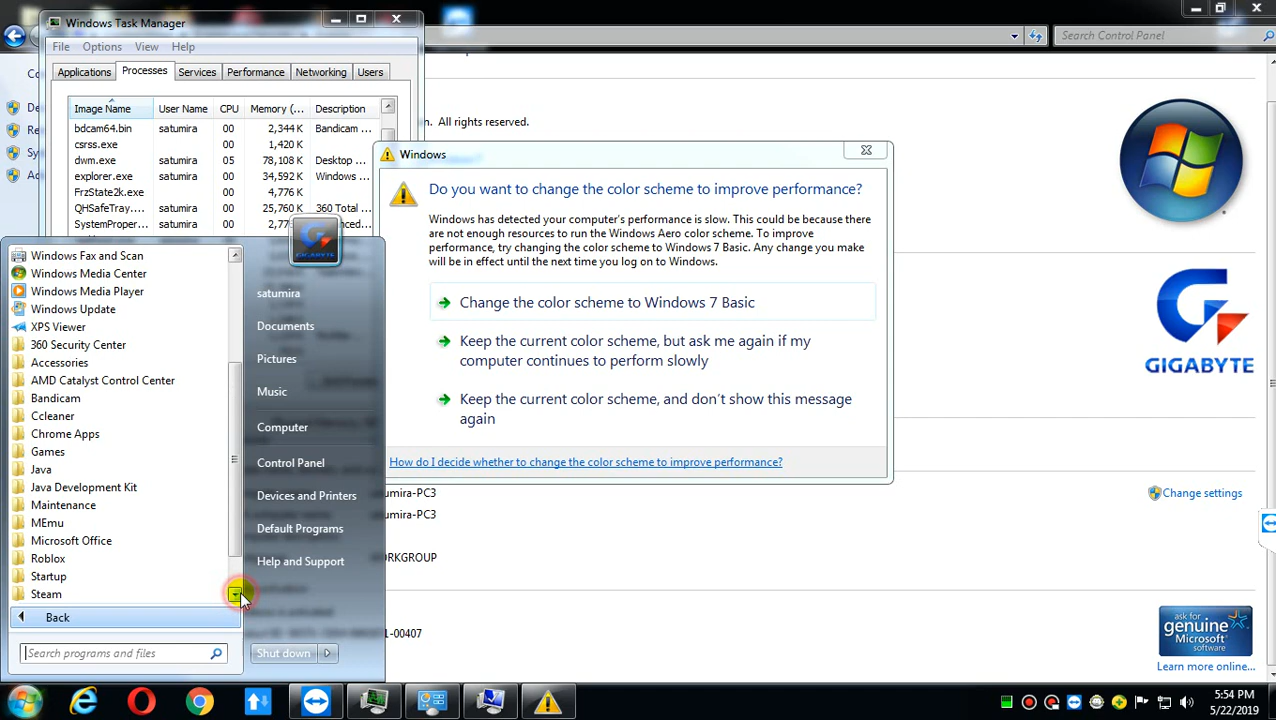 Windows Task Manager
File Options View Help
Applications Processes Services Performance Networking Users
Image Name User Name CPU Memory (... Description
bdcam64.bin satumira 00 2,344 K Bandicam ...
csrss.exe 00 1,420 K
dwm.exe satumira 05 78,108 K Desktop ...
explorer.exe satumira 00 34,592 K Windows ...
FrzState2k.exe 00 4,776 K
QHSafeTray.... satumira 00 25,760 K 360 Total ...
SystemProper... satumira 00 Advanced...
Search Control Panel
All rights reserved.
Windows
Do you want to change the color scheme to improve performance?
Windows has detected your computer's performance is slow. This could be because there
are not enough resources to run the Windows Aero color scheme. To improve
performance, try changing the color scheme to Windows 7 Basic. Any change you make
will be in effect until the next time you log on to Windows.
Change the color scheme to Windows 7 Basic
Keep the current color scheme, but ask me again if my
computer continues to perform slowly
Keep the current color scheme, and don't show this message
again
How do I decide whether to change the color scheme to improve performance?
Windows Fax and Scan
Windows Media Center
Windows Media Player
Windows Update
XPS Viewer
360 Security Center
Accessories
AMD Catalyst Control Center
Bandicam
Ccleaner
Chrome Apps
Games
Java
Java Development Kit
Maintenance
MEmu
Microsoft Office
Roblox
Startup
Steam
Back
Search programs and files
GIGABYTE
satumira
Documents
Pictures
Music
Computer
Control Panel
Devices and Printers
Default Programs
Help and Support
Shut down
atumira-PC3
atumira-PC3
ORKGROUP
-00407
GIGABYTE
Change settings
ask for
genuine
Microsoft
software
Learn more online...
5:54 PM
5/22/2019